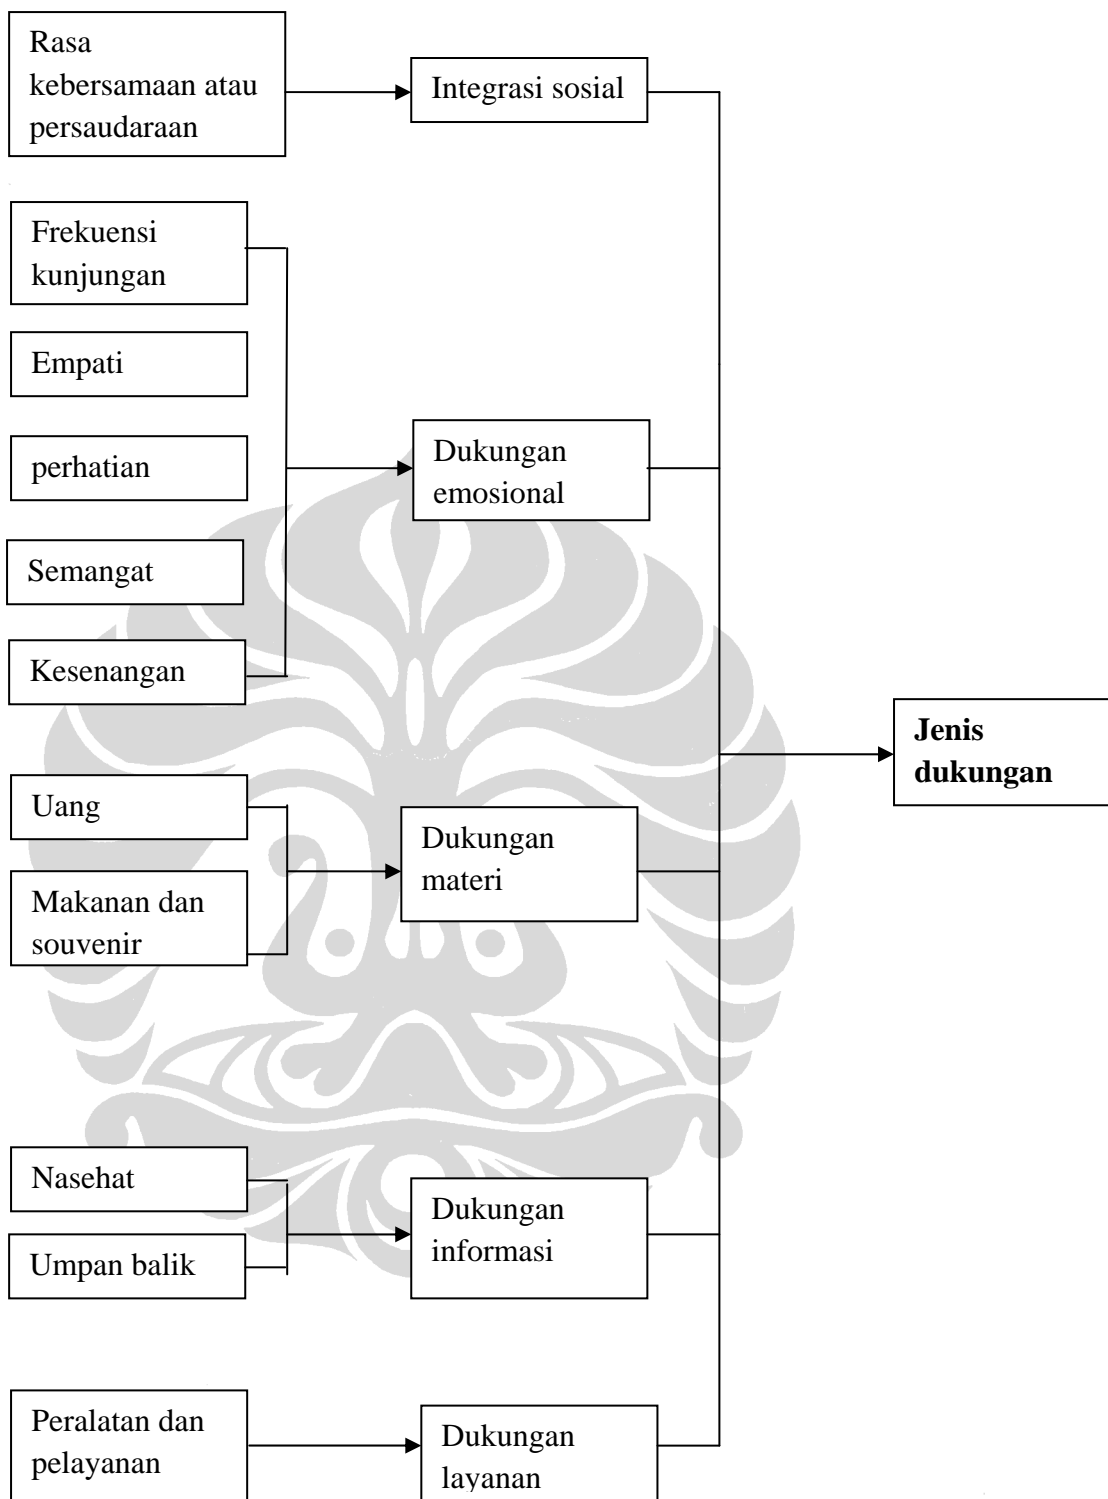 Rasa
kebersamaan atau
persaudaraan
Integrasi sosial
Frekuensi
kunjungan
Empati
perhatian
Semangat
Kesenangan
Dukungan
emosional
Uang
Makanan dan
souvenir
Dukungan
materi
Nasehat
Umpan balik
Dukungan
informasi
Peralatan dan
pelayanan
Dukungan
layanan
Jenis
dukungan